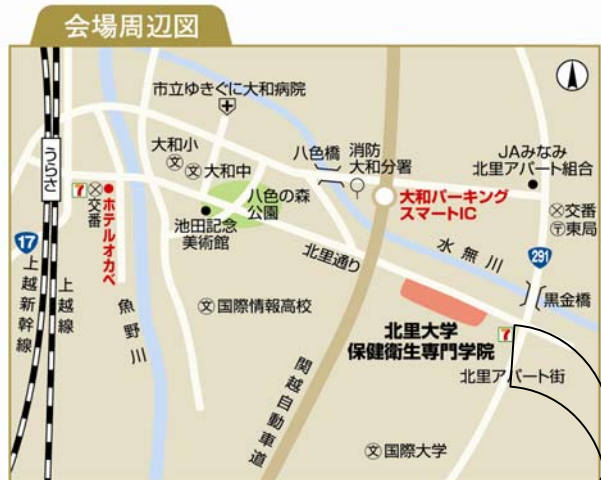 会場周辺図
市立ゆきぐに大和病院
大和小
大和中
八色橋
消防
大和分署
JAみなみ
北里アパート組合
うらさ
7
交番
ホテルオカベ
八色の森
公園
池田記念
美術館
大和パーキング
スマートIC
交番
東局
17
上越新幹線
上越線
魚野川
北里通り
水無川
291
黒金橋
国際情報高校
北里大学
保健衛生専門学院
7
北里アパート街
関越自動車道
国際大学
文
文
文
文